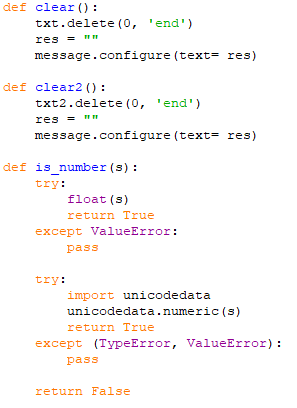 def clear():
    txt.delete(0, 'end')
    res = ""
    message.configure(text= res)

def clear2():
    txt2.delete(0, 'end')
    res = ""
    message.configure(text= res)

def is_number(s):
    try:
        float(s)
        return True
    except ValueError:
        pass

    try:
        import unicodedata
        unicodedata.numeric(s)
        return True
    except (TypeError, ValueError):
        pass

    return False